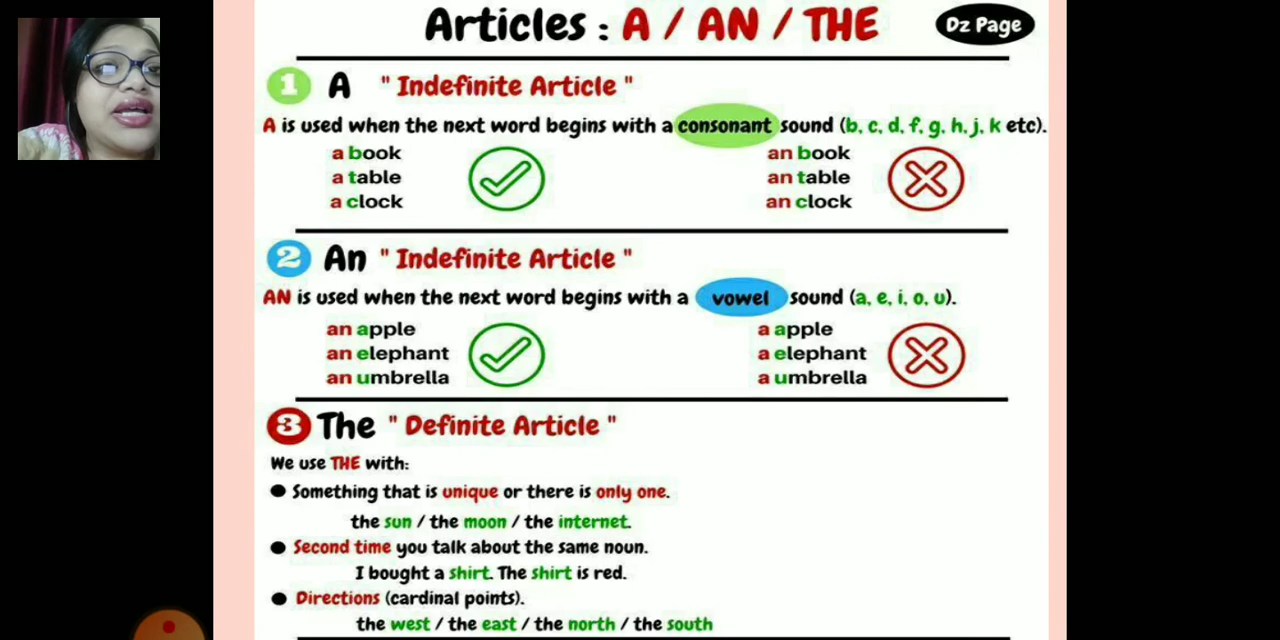 Articles : A / AN / THE
Dz Page
1 A " Indefinite Article "
A is used when the next word begins with a consonant sound (b, c, d, f, g, h, j, k etc).
a book an book
a table an table
a clock an clock
2 An " Indefinite Article "
AN is used when the next word begins with a vowel sound (a, e, i, o, u).
an apple a apple
an elephant a elephant
an umbrella a umbrella
3 The " Definite Article "
We use THE with:
● Something that is unique or there is only one.
the sun / the moon / the internet.
● Second time you talk about the same noun.
I bought a shirt. The shirt is red.
● Directions (cardinal points).
the west / the east / the north / the south